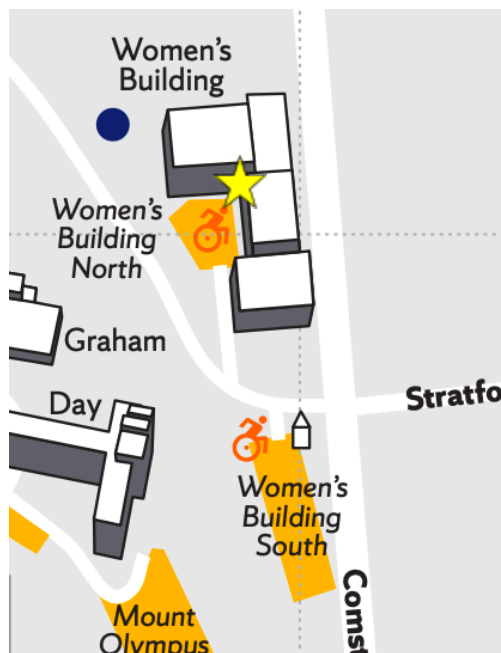 Women's
Building
Women's
Building
North
Graham
Day
Stratfo
Women's
Building
South
Comst
Mount
Olympus